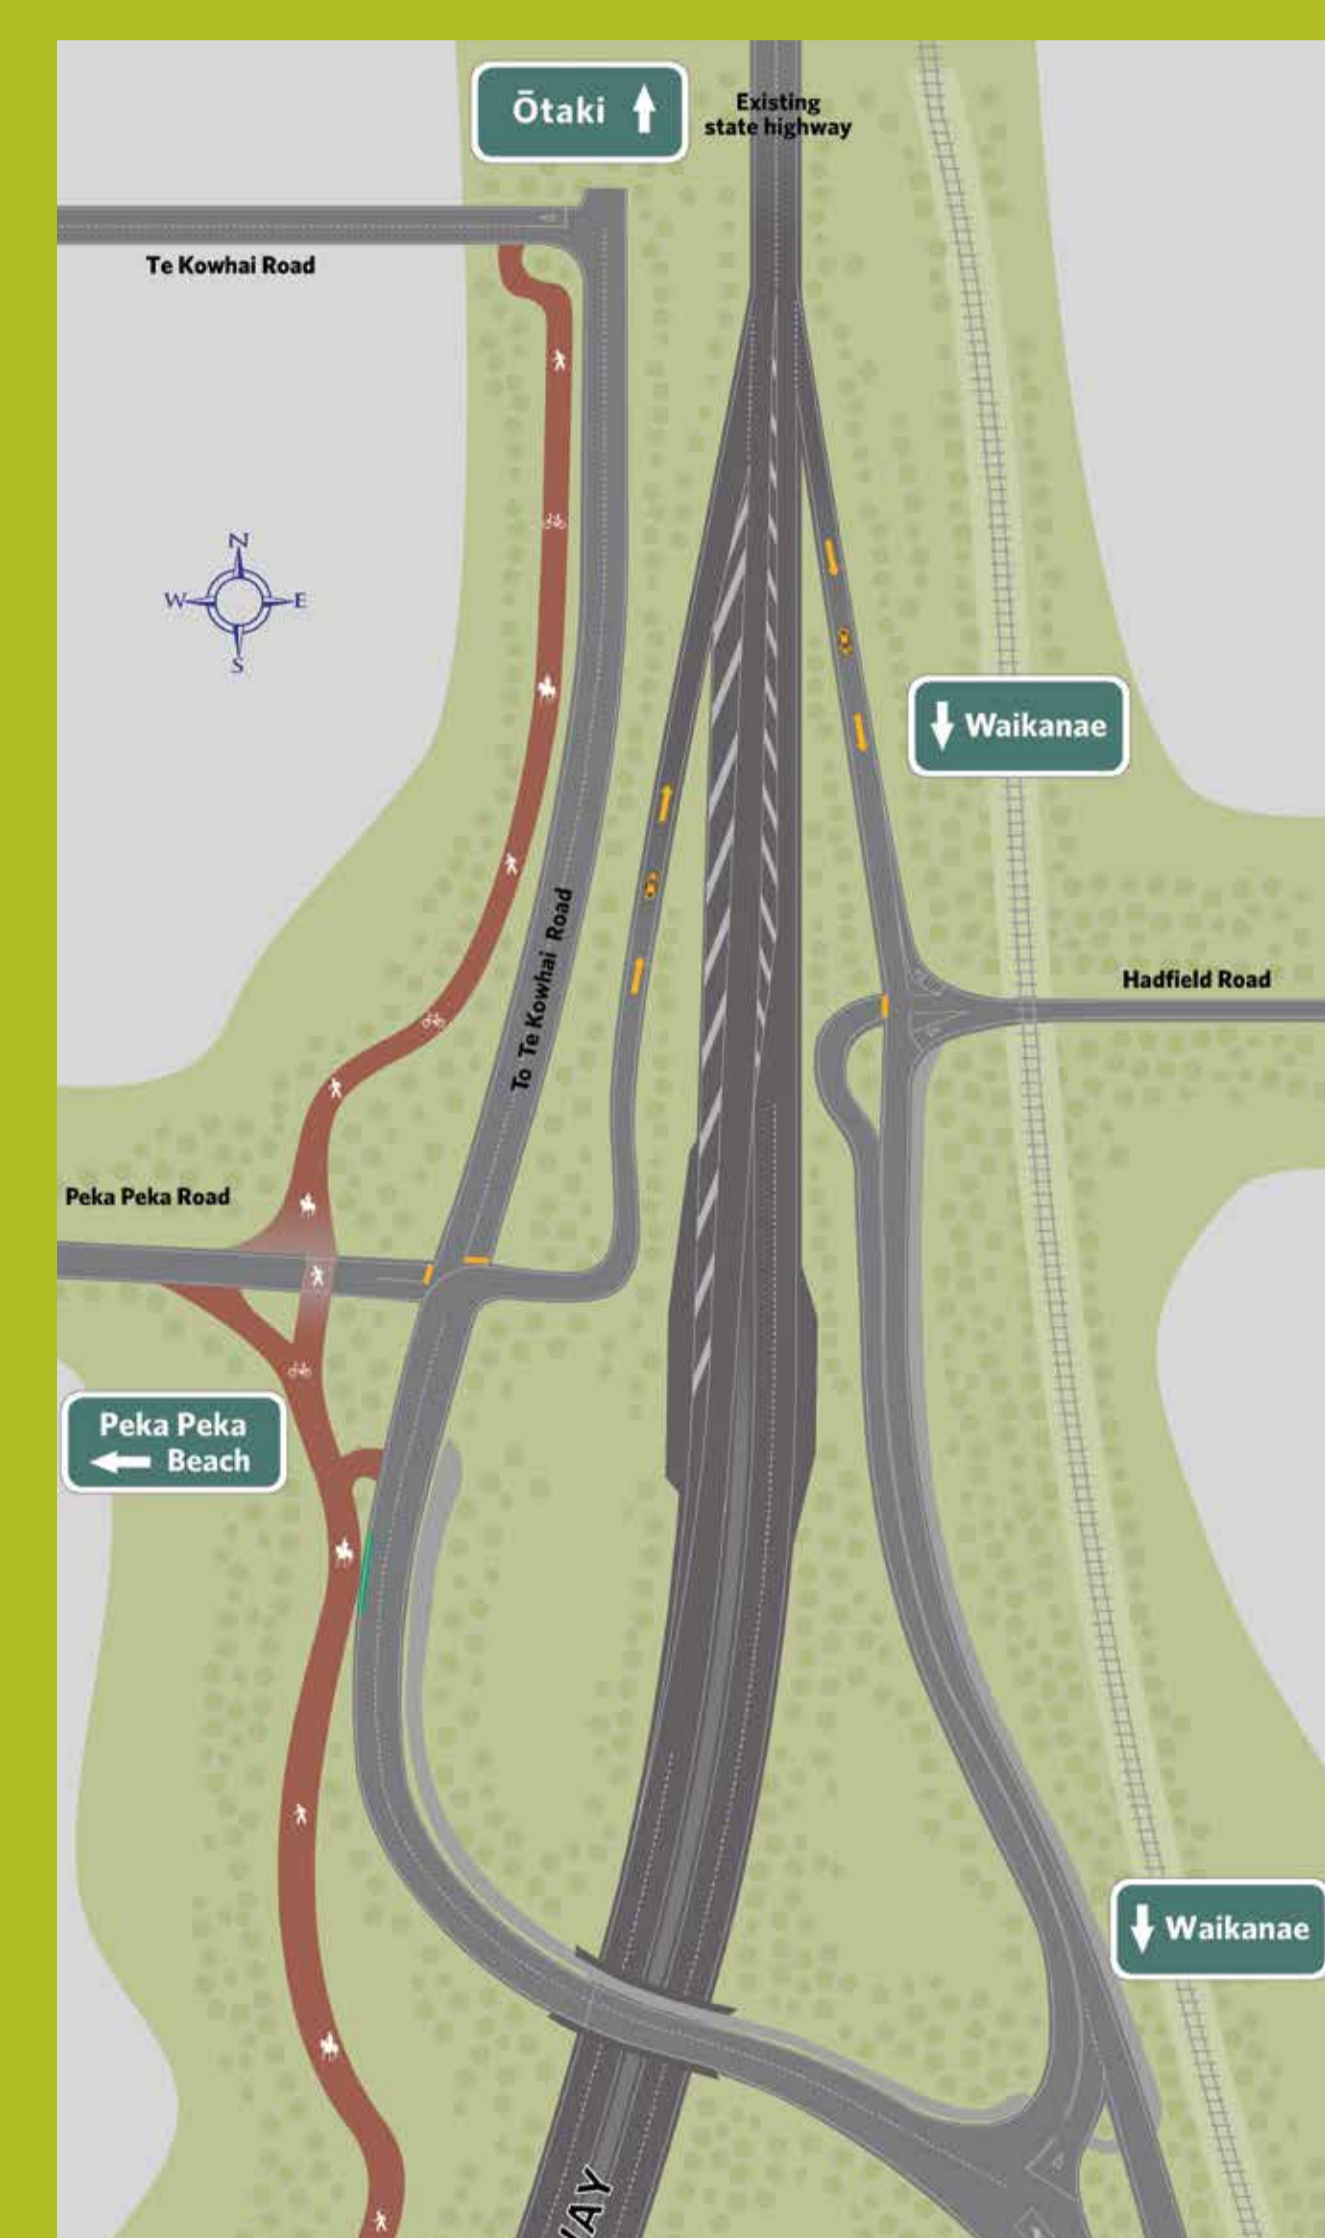 Ōtaki
Existing
state highway
Te Kowhai Road
N
W E
S
Waikanae
To Te Kowhai Road
Hadfield Road
Peka Peka Road
Peka Peka
Beach
Waikanae
WAY